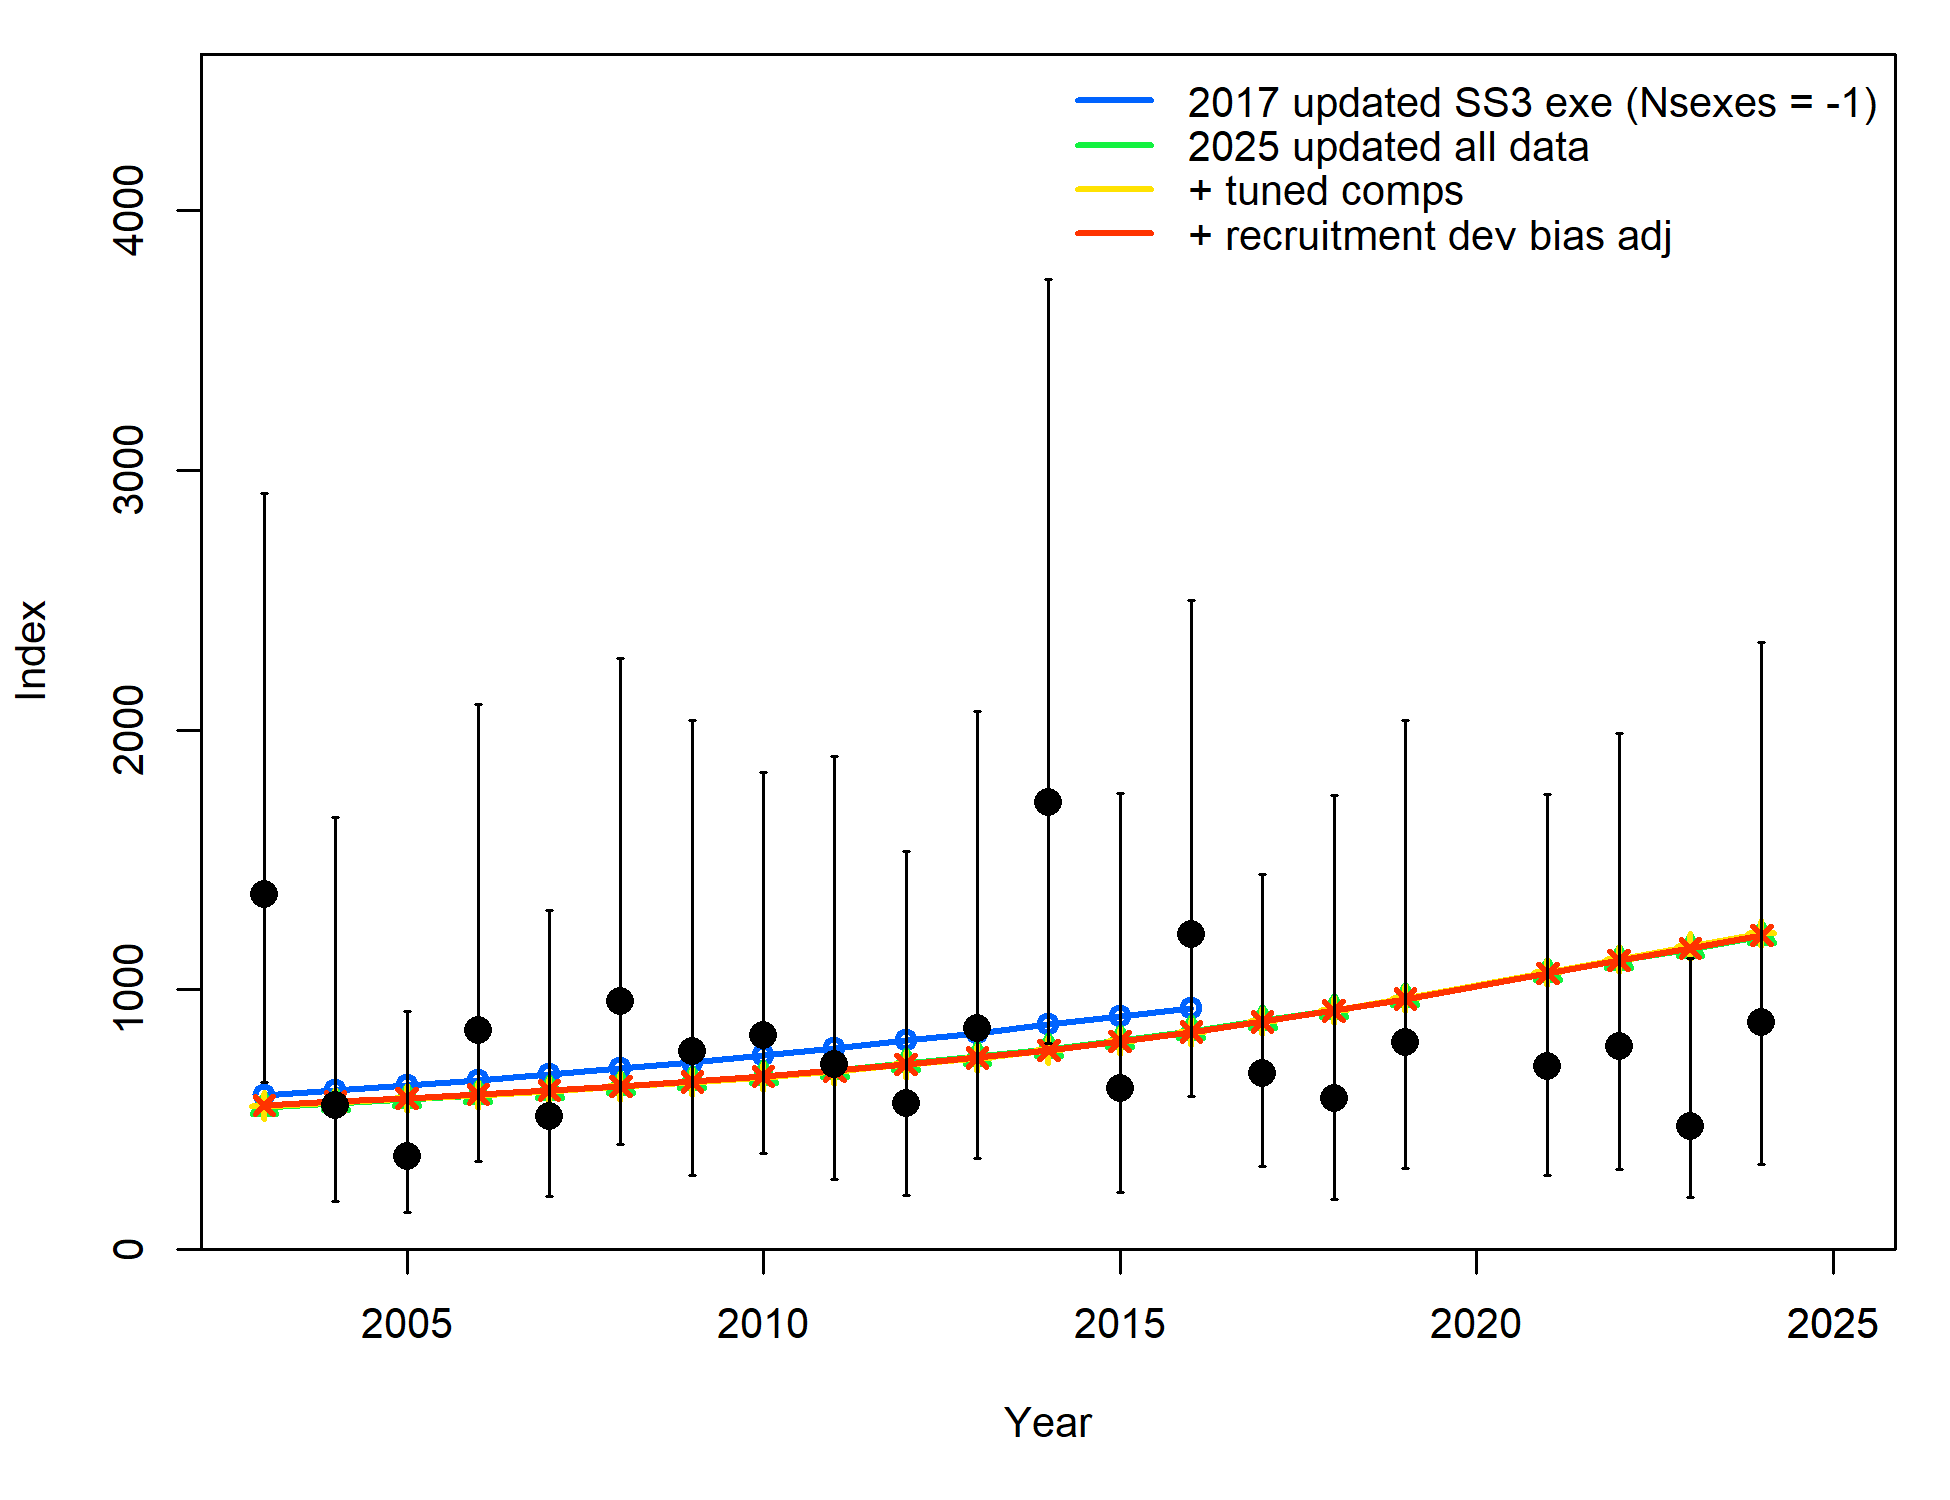 2017 updated SS3 exe (Nsexes = -1)
2025 updated all data
+ tuned comps
+ recruitment dev bias adj
4000
3000
2000
1000
0
Index
2005 2010 2015 2020 2025
Year